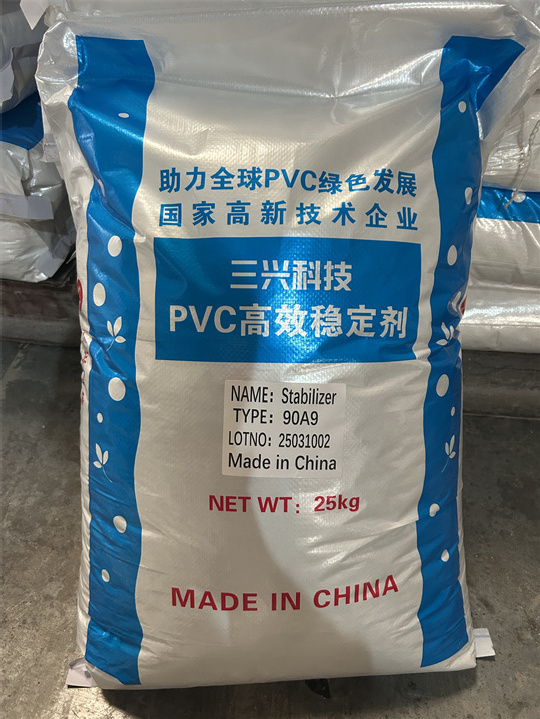 助力全球PVC绿色发展
国家高新技术企业
三兴科技
PVC高效稳定剂
NAME: Stabilizer
TYPE: 90A9
LOTNO: 25031002
Made in China
NET WT: 25kg
MADE IN CHINA